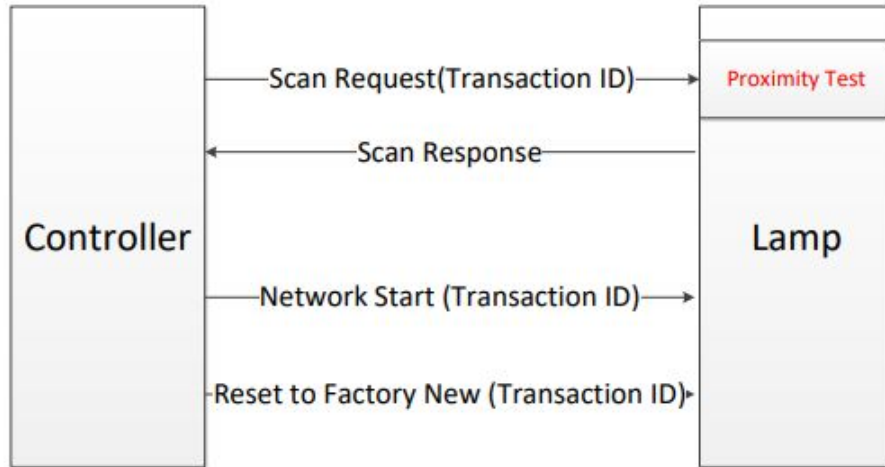 Scan Request(Transaction ID)
Proximity Test
Scan Response
Controller
Lamp
Network Start (Transaction ID)
Reset to Factory New (Transaction ID)